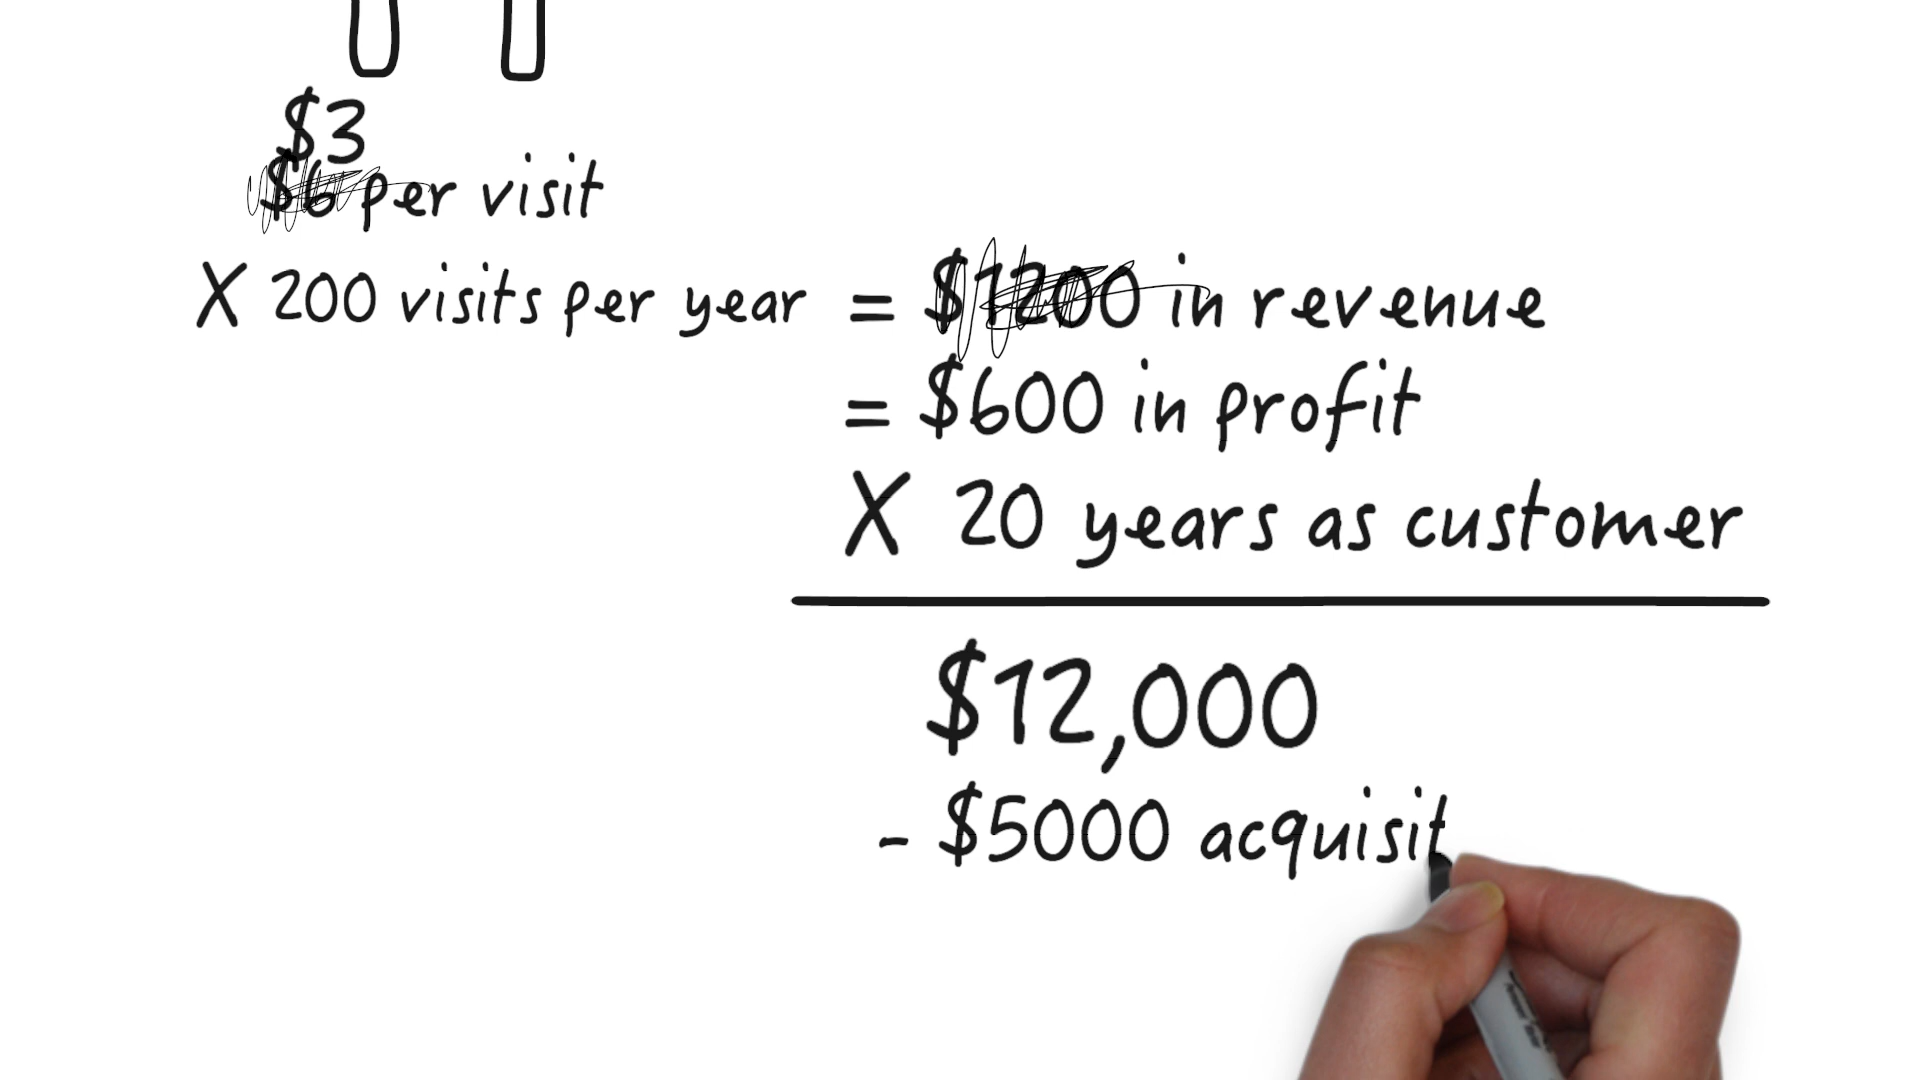 $3
$6 per visit
X 200 visits per year = $1200 in revenue
= $600 in profit
X 20 years as customer
$12,000
- $5000 acquisit